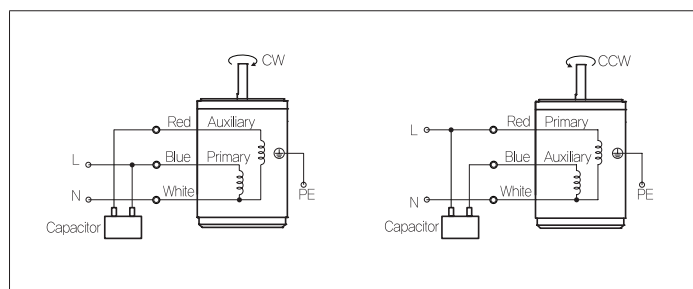 CW
Red Auxiliary
L Blue Primary
N White
PE
Capacitor
CCW
Red Primary
L
Blue Auxiliary
N White
PE
Capacitor